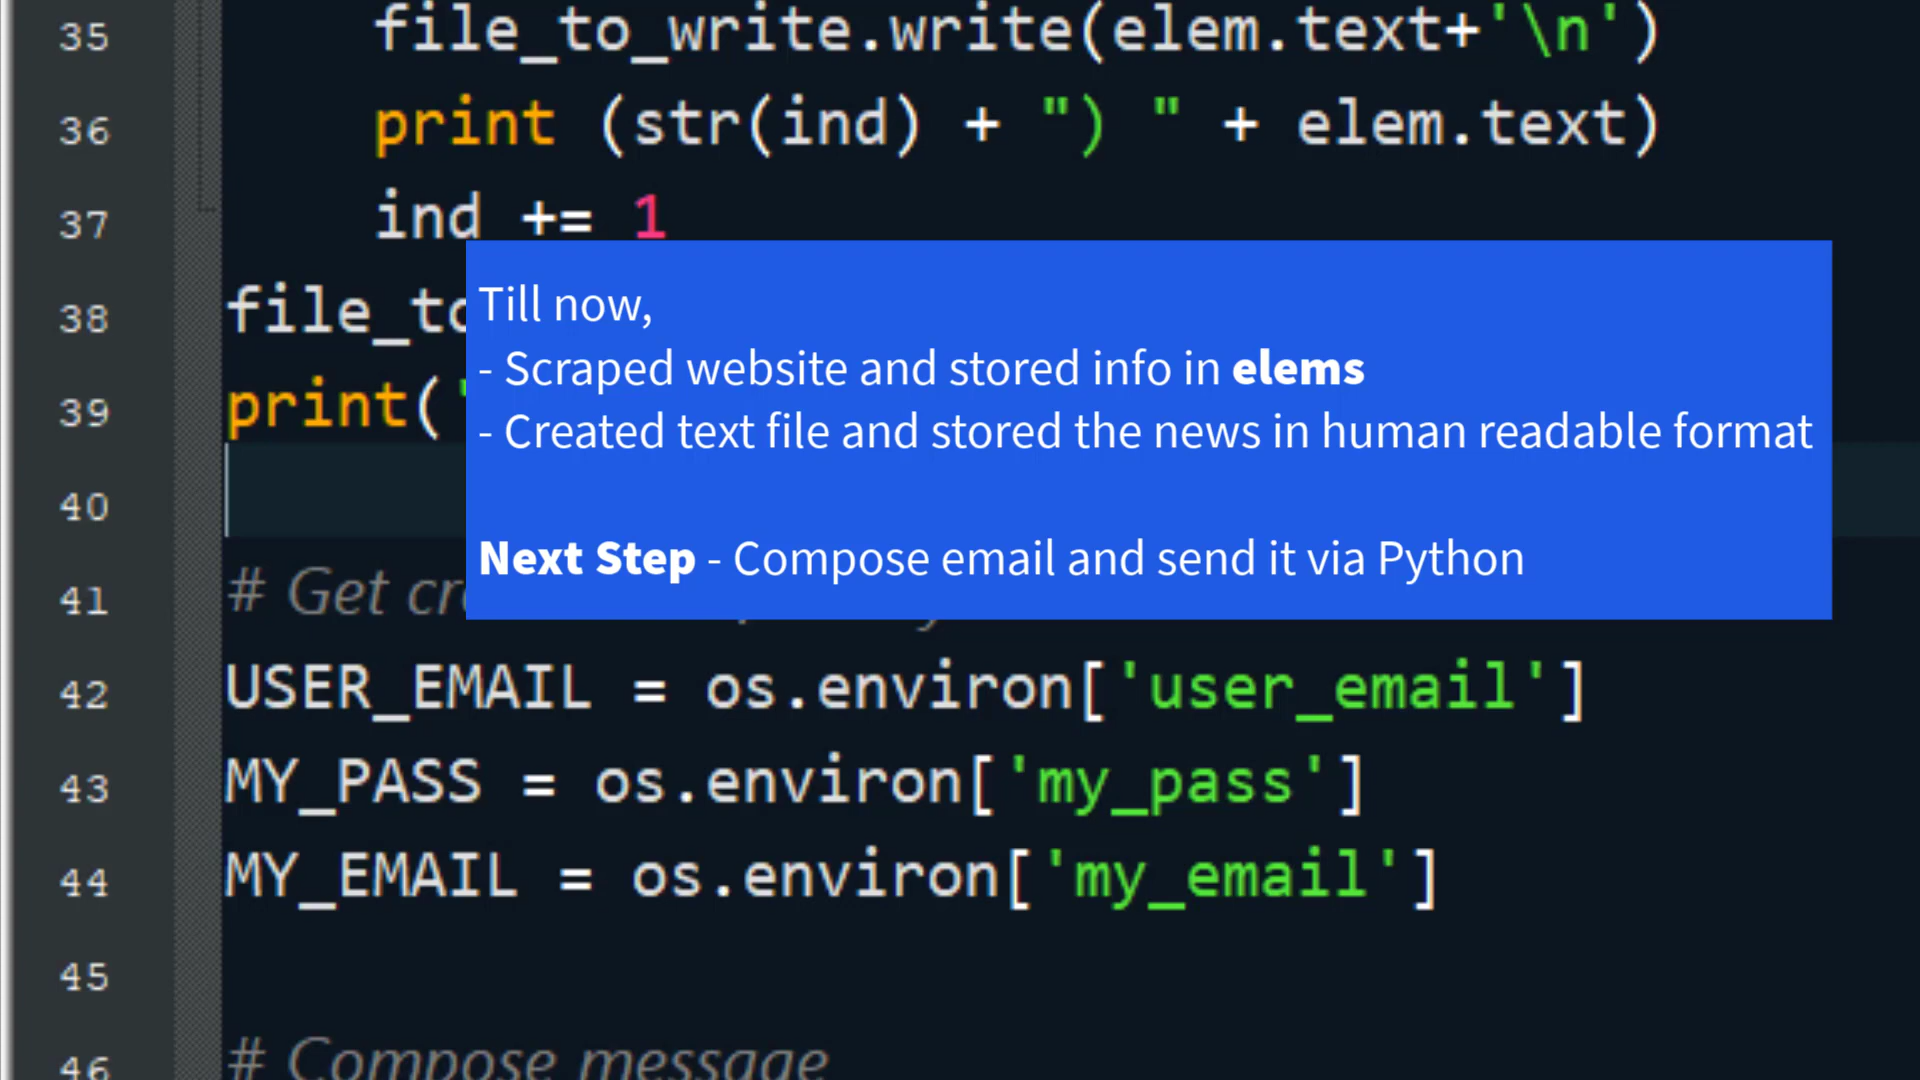 35 file_to_write.write(elem.text+'\n')
36 print (str(ind) + ") " + elem.text)
37 ind += 1
38 file_to
39 print('
40
41 # Get cr
42 USER_EMAIL = os.environ['user_email']
43 MY_PASS = os.environ['my_pass']
44 MY_EMAIL = os.environ['my_email']
45
46 # Compose message
Till now,
- Scraped website and stored info in elems
- Created text file and stored the news in human readable format
Next Step - Compose email and send it via Python